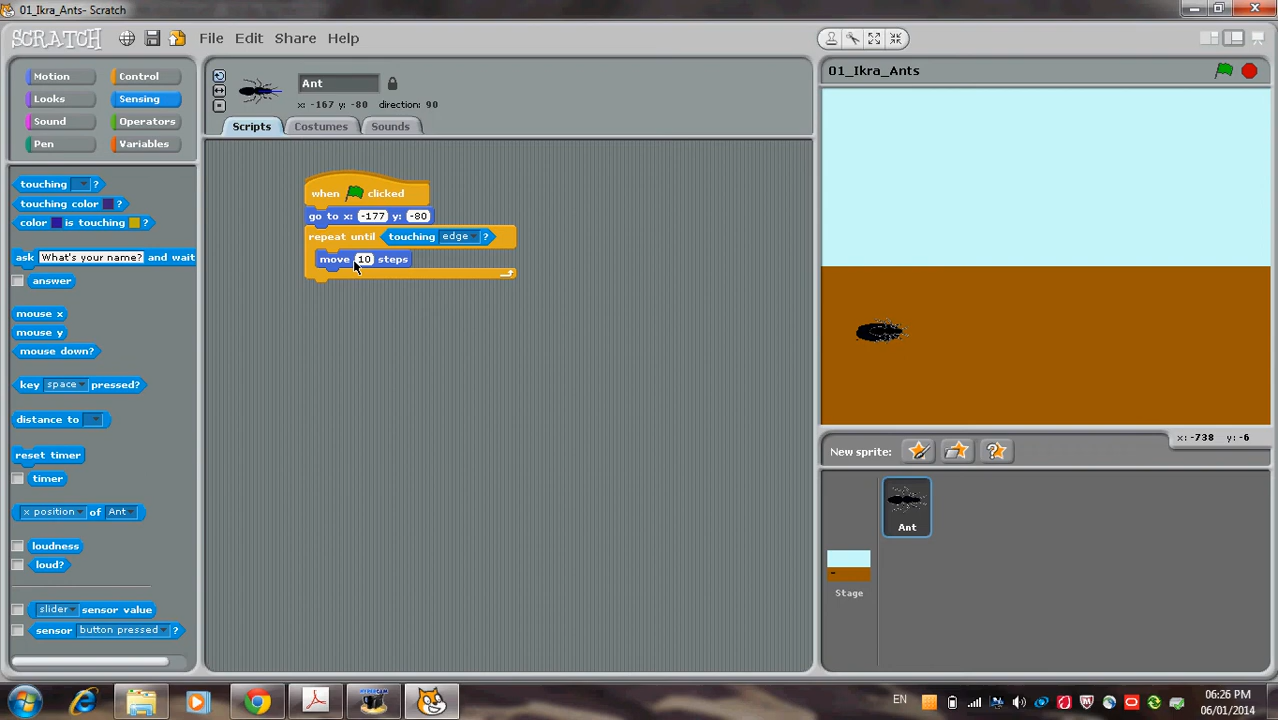 01_Ikra_Ants- Scratch
SCRATCH File Edit Share Help
Motion Control
Looks Sensing
Sound Operators
Pen Variables
touching ?
touching color ?
color is touching ?
ask What's your name? and wait
answer
mouse x
mouse y
mouse down?
key space pressed?
distance to
reset timer
timer
x position of Ant
loudness
loud?
slider sensor value
sensor button pressed ?
Ant
x: -167 y: -80 direction: 90
Scripts Costumes Sounds
when clicked
go to x: -177 y: -80
repeat until touching edge ?
move 10 steps
01_Ikra_Ants
x: -738 y: -6
New sprite:
Ant
Stage
EN
06:26 PM
06/01/2014